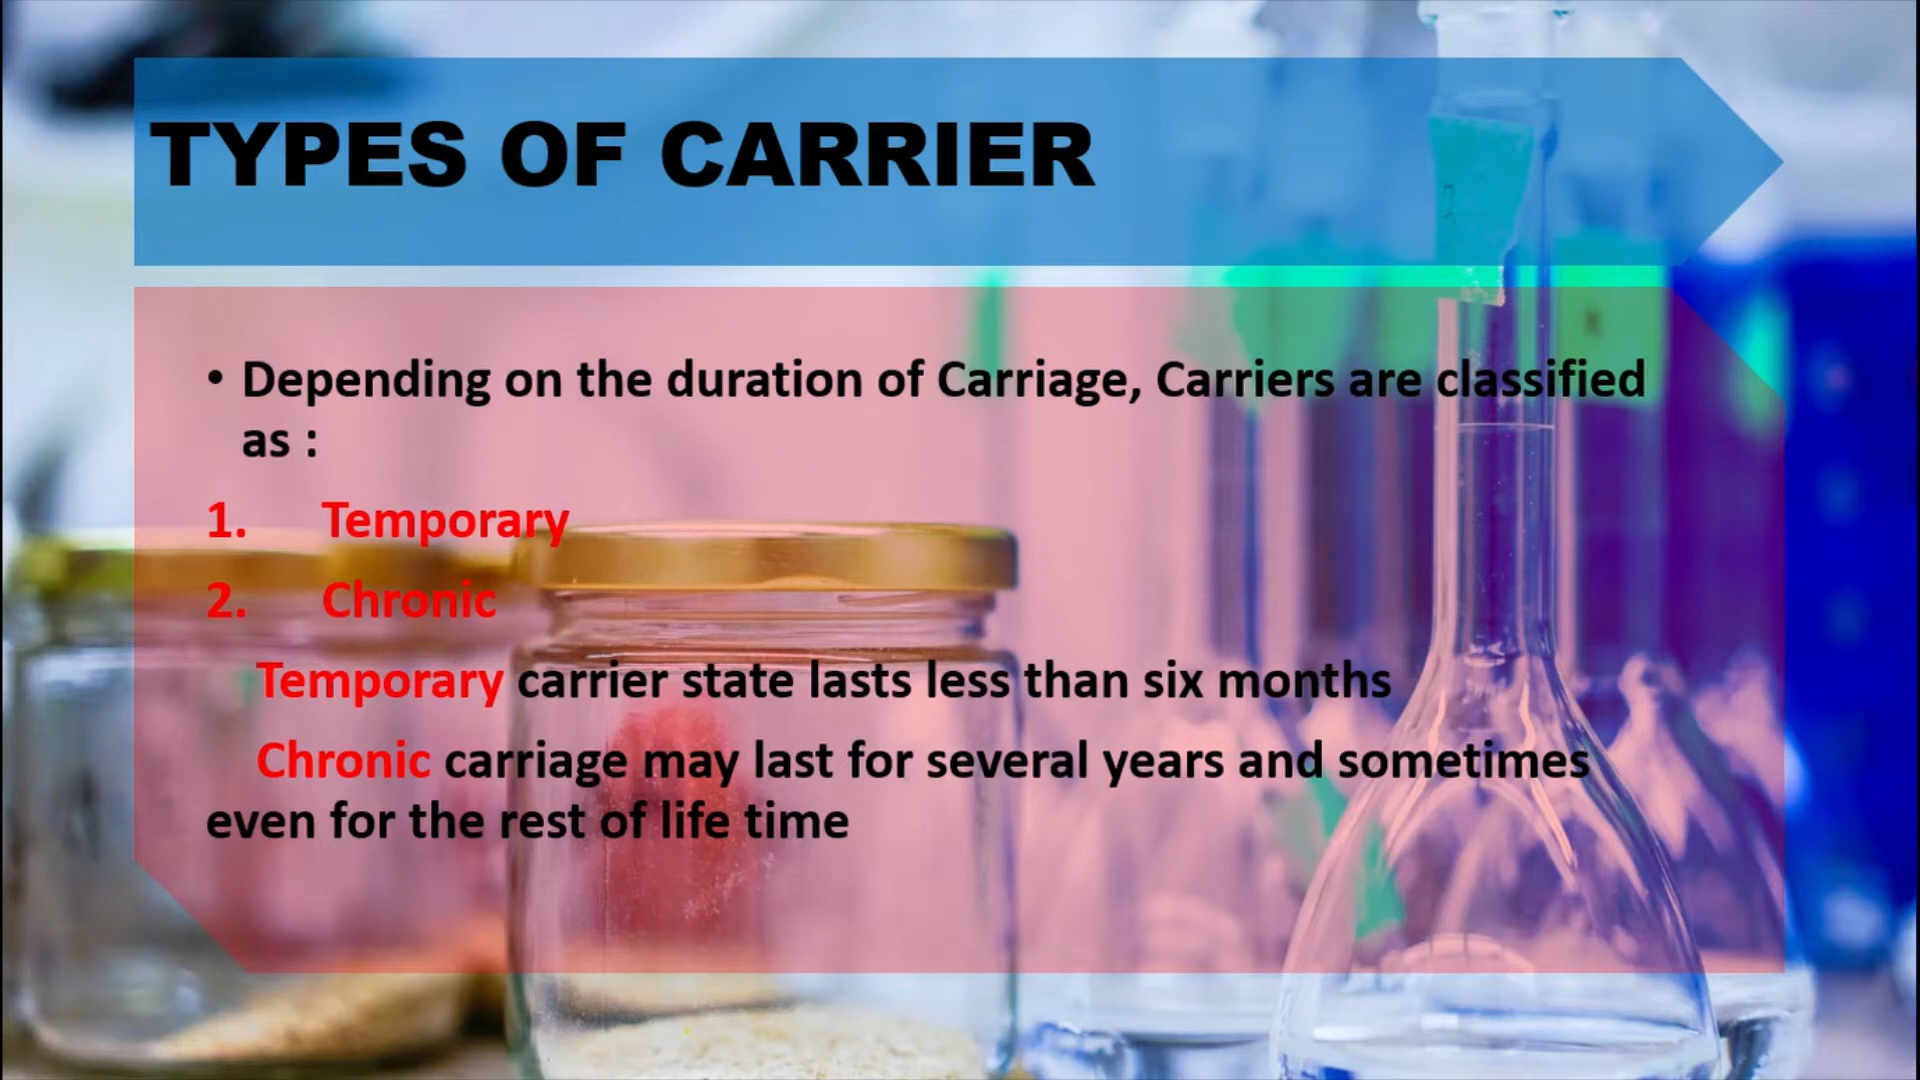 TYPES OF CARRIER
• Depending on the duration of Carriage, Carriers are classified
as :
1. Temporary
2. Chronic
Temporary carrier state lasts less than six months
Chronic carriage may last for several years and sometimes
even for the rest of life time